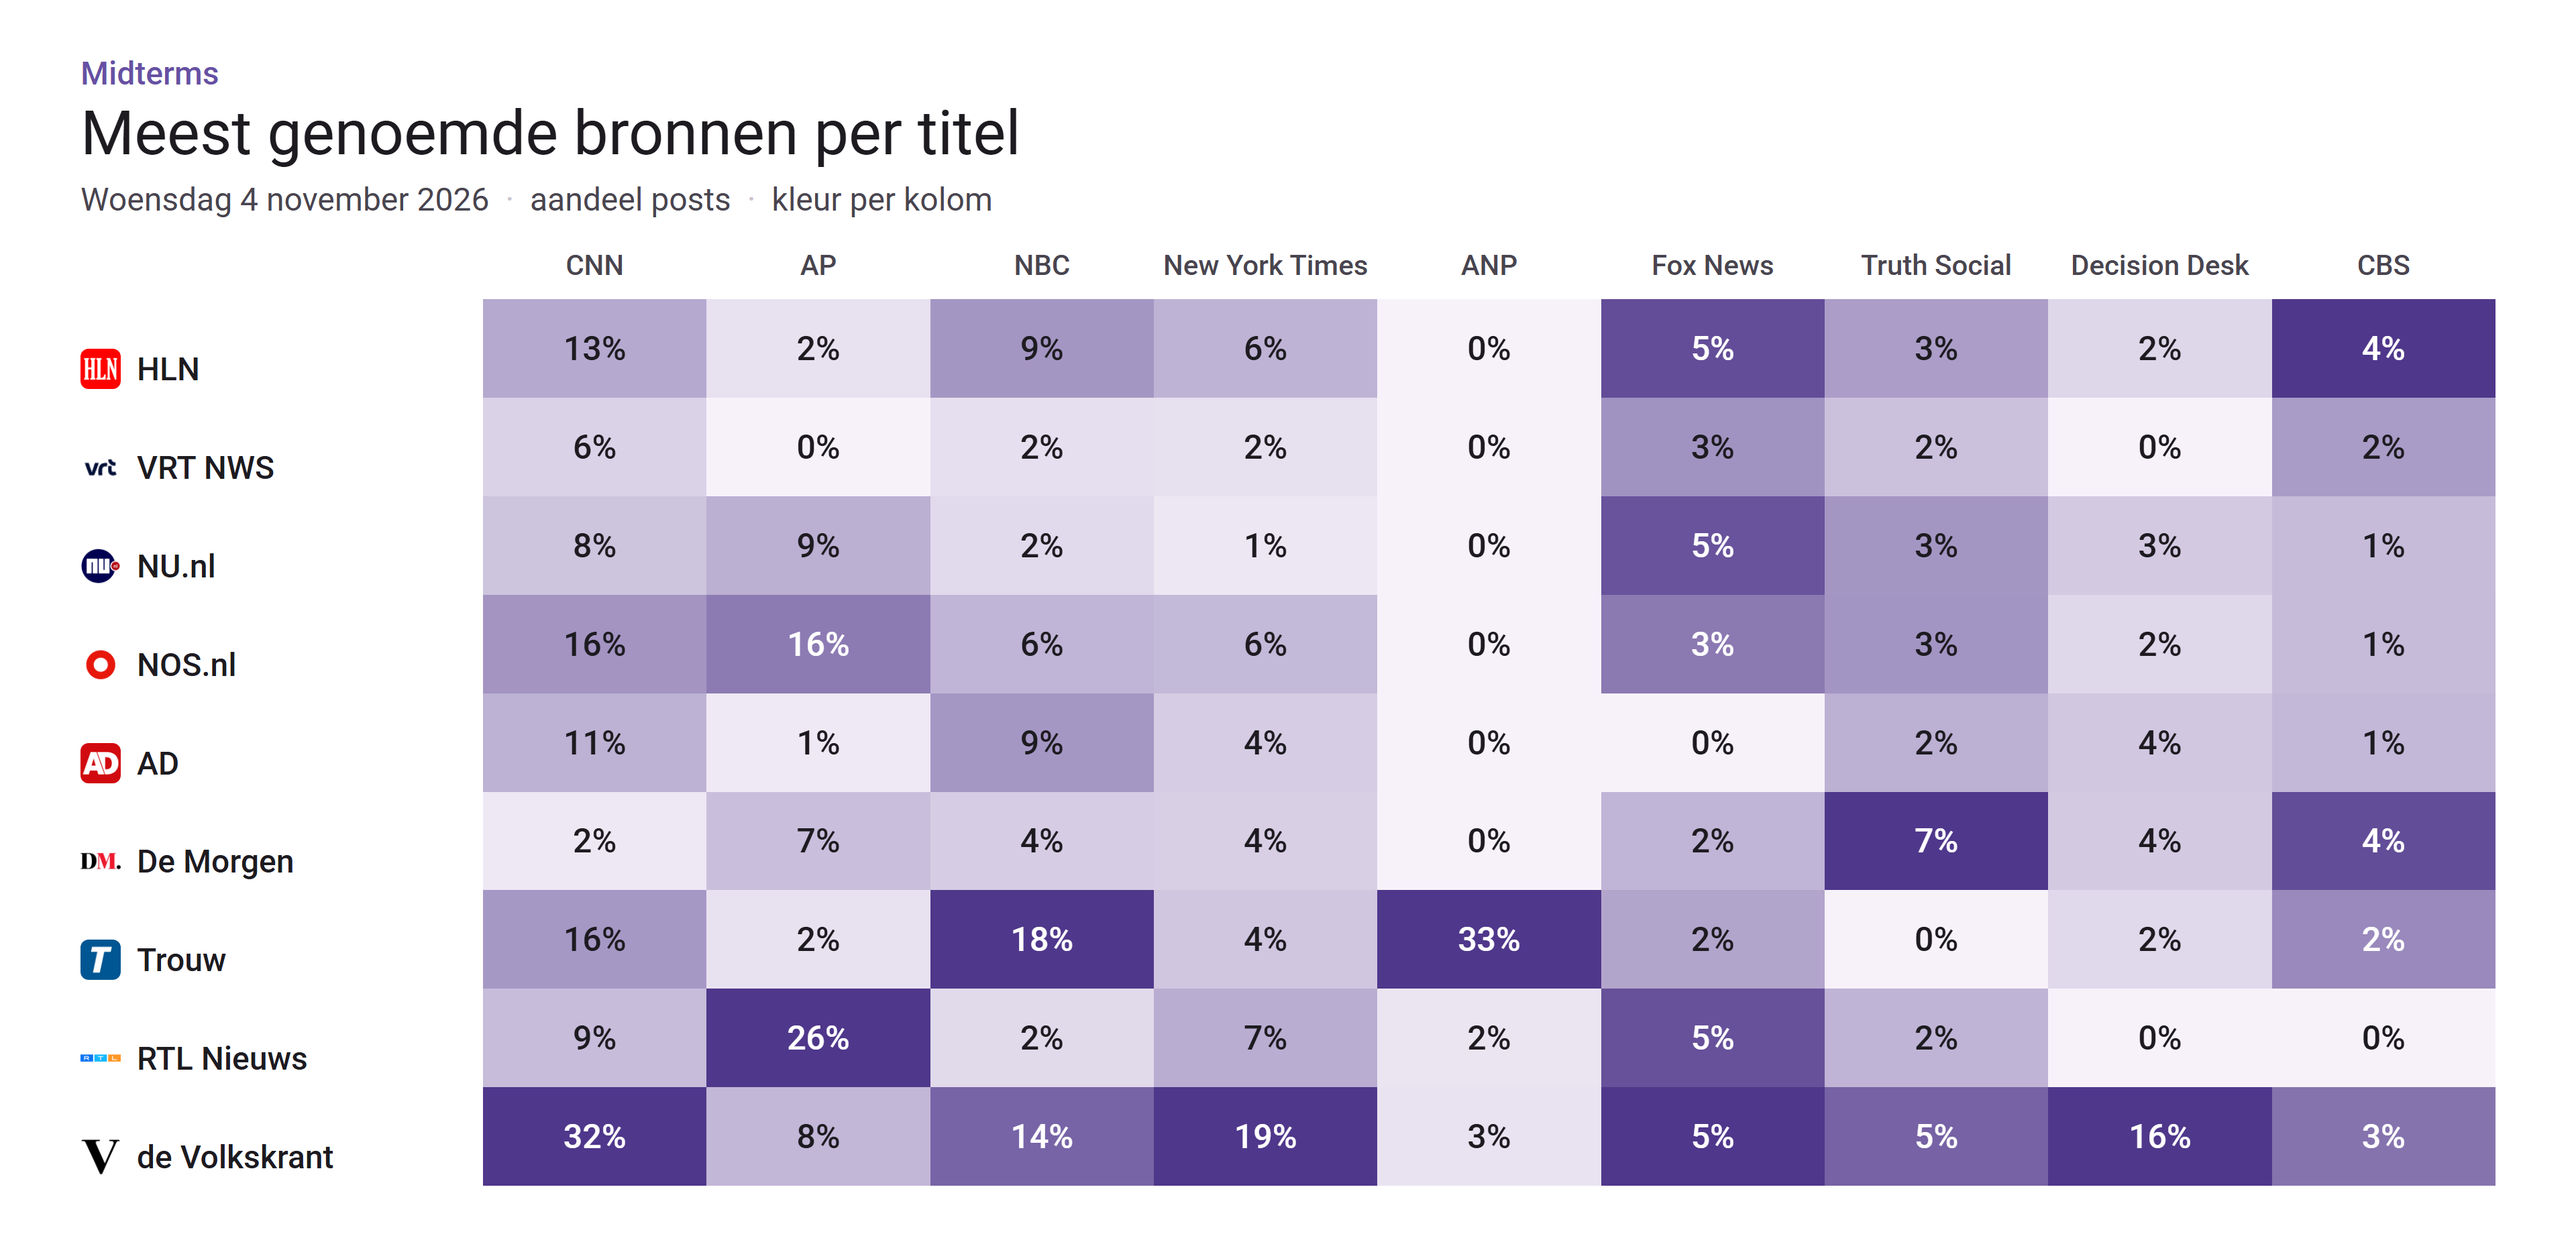 Midterms
Meest genoemde bronnen per titel
Woensdag 4 november 2026 · aandeel posts · kleur per kolom
CNN AP NBC New York Times ANP Fox News Truth Social Decision Desk CBS
HLN HLN 13% 2% 9% 6% 0% 5% 3% 2% 4%
vrt VRT NWS 6% 0% 2% 2% 0% 3% 2% 0% 2%
nu NU.nl 8% 9% 2% 1% 0% 5% 3% 3% 1%
NOS.nl 16% 16% 6% 6% 0% 3% 3% 2% 1%
AD AD 11% 1% 9% 4% 0% 0% 2% 4% 1%
DM. De Morgen 2% 7% 4% 4% 0% 2% 7% 4% 4%
T Trouw 16% 2% 18% 4% 33% 2% 0% 2% 2%
RTL RTL Nieuws 9% 26% 2% 7% 2% 5% 2% 0% 0%
V de Volkskrant 32% 8% 14% 19% 3% 5% 5% 16% 3%